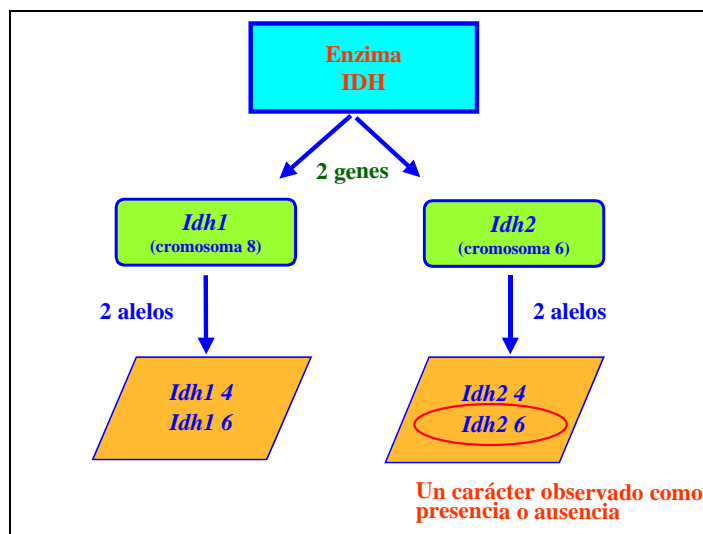 Enzima
IDH
2 genes
Idh1
(cromosoma 8)
Idh2
(cromosoma 6)
2 alelos
2 alelos
Idh1 4
Idh1 6
Idh2 4
Idh2 6
Un carácter observado como
presencia o ausencia